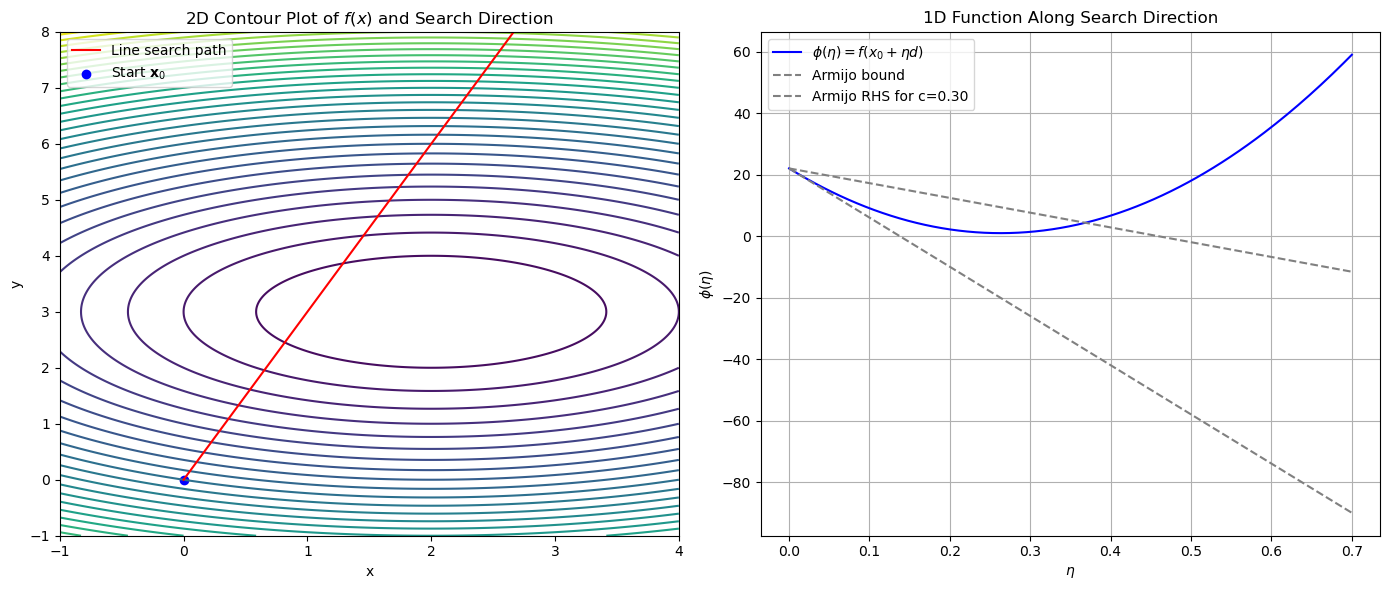 2D Contour Plot of f(x) and Search Direction
Line search path
Start x₀
8
7
6
5
4
3
2
1
0
−1
y
−1
0
1
2
3
4
x
1D Function Along Search Direction
ϕ(η) = f(x₀ + ηd)
Armijo bound
Armijo RHS for c=0.30
60
40
20
0
−20
−40
−60
−80
ϕ(η)
0.0
0.1
0.2
0.3
0.4
0.5
0.6
0.7
η